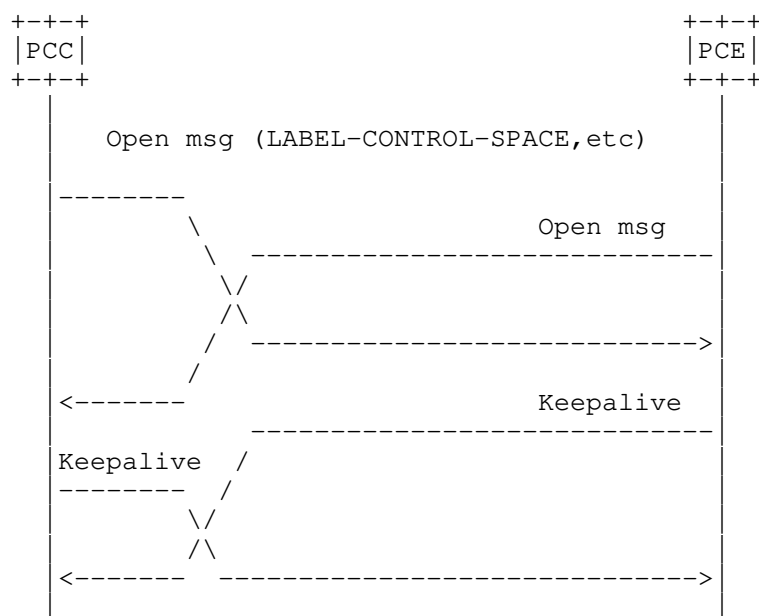 +-+-+ +-+-+
|PCC| |PCE|
+-+-+ +-+-+
Open msg (LABEL-CONTROL-SPACE,etc)
Open msg
Keepalive
Keepalive